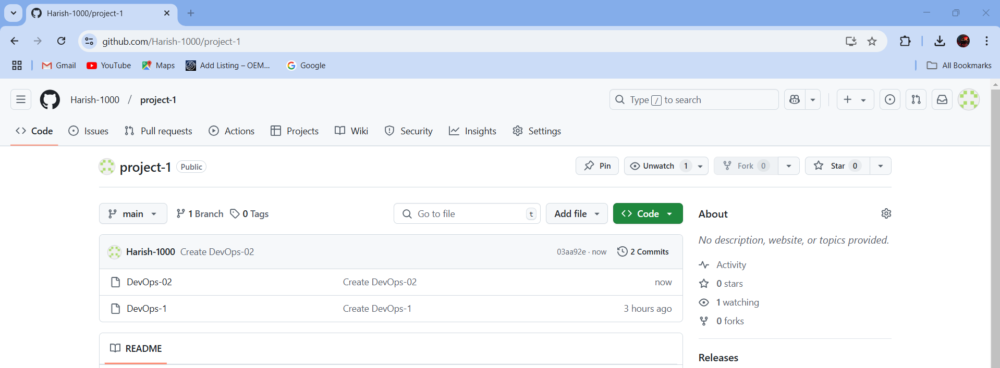 Harish-1000/project-1
github.com/Harish-1000/project-1
Gmail YouTube Maps Add Listing – OEM... Google All Bookmarks
Harish-1000 / project-1 Type / to search
Code Issues Pull requests Actions Projects Wiki Security Insights Settings
project-1 Public Pin Unwatch 1 Fork 0 Star 0
main 1 Branch 0 Tags Go to file t Add file Code About
Harish-1000 Create DevOps-02 03aa92e · now 2 Commits
No description, website, or topics provided.
DevOps-02 Create DevOps-02 now
DevOps-1 Create DevOps-1 3 hours ago
Activity
0 stars
1 watching
0 forks
README
Releases